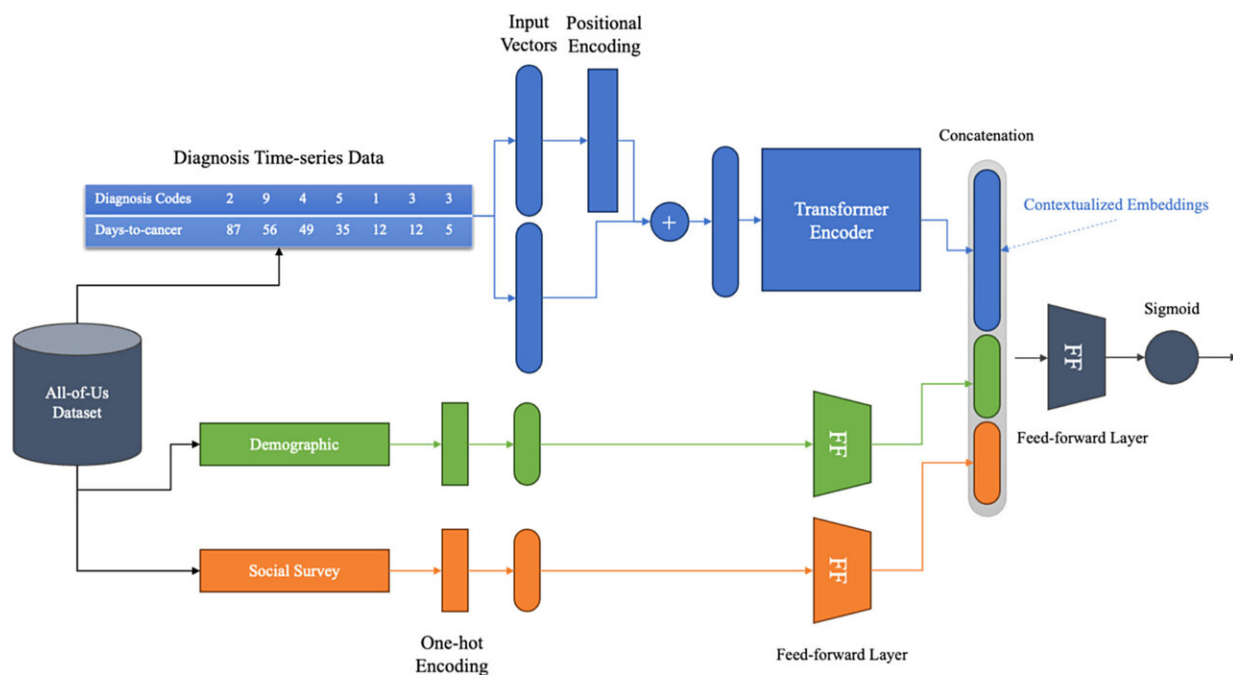 Input
Vectors
Positional
Encoding
Diagnosis Time-series Data
Diagnosis Codes 2 9 4 5 1 3 3
Days-to-cancer 87 56 49 35 12 12 5
+
Transformer
Encoder
Concatenation
Contextualized Embeddings
All-of-Us
Dataset
Demographic
FF
FF
Sigmoid
Feed-forward Layer
Social Survey
FF
One-hot
Encoding
Feed-forward Layer